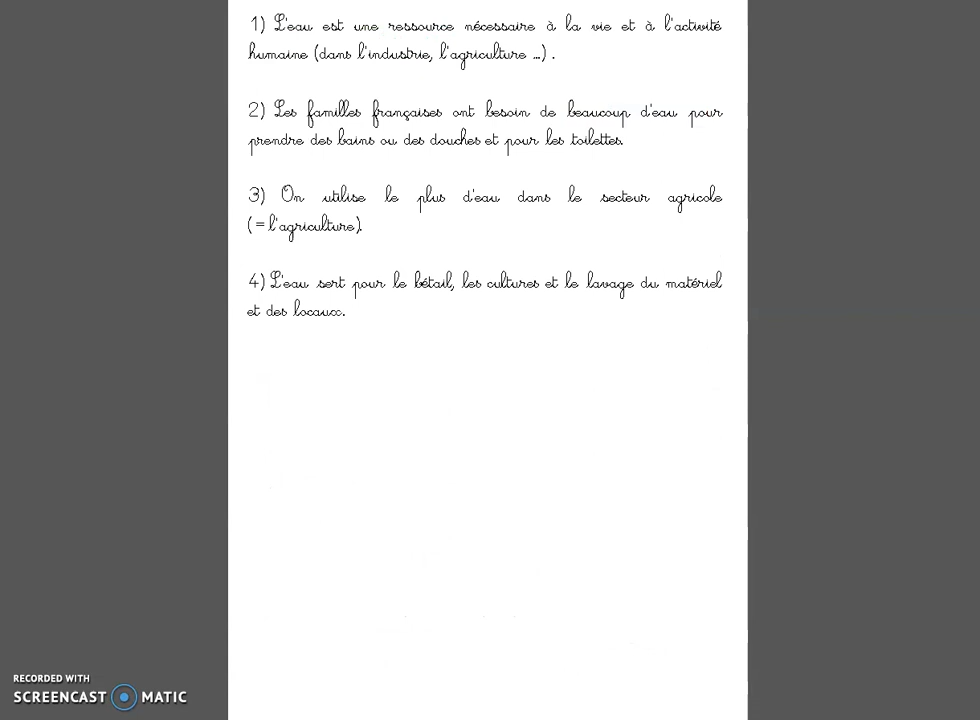 1) L'eau est une ressource nécessaire à la vie et à l'activité
humaine (dans l'industrie, l'agriculture ...) .
2) Les familles françaises ont besoin de beaucoup d'eau pour
prendre des bains ou des douches et pour les toilettes.
3) On utilise le plus d'eau dans le secteur agricole
( = l'agriculture).
4) L'eau sert pour le bétail, les cultures et le lavage du matériel
et des locaux.
RECORDED WITH
SCREENCAST MATIC